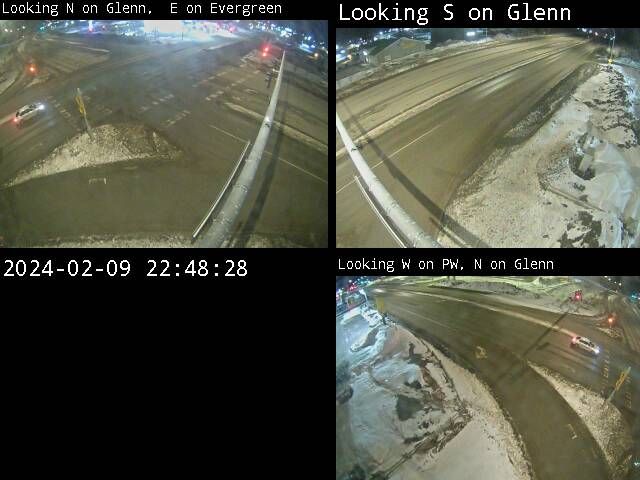 Looking N on Glenn,  E on Evergreen
Looking S on Glenn
2024-02-09 22:48:28
Looking W on PW, N on Glenn